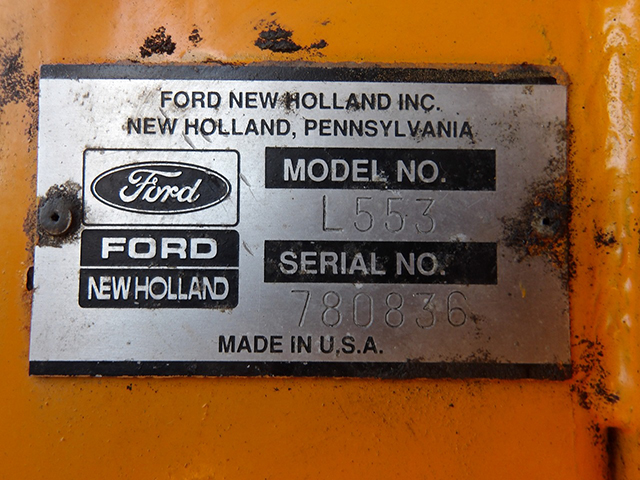 FORD NEW HOLLAND INC.
NEW HOLLAND, PENNSYLVANIA
Ford
FORD
NEW HOLLAND
MODEL NO.
L553
SERIAL NO.
780836
MADE IN U.S.A.